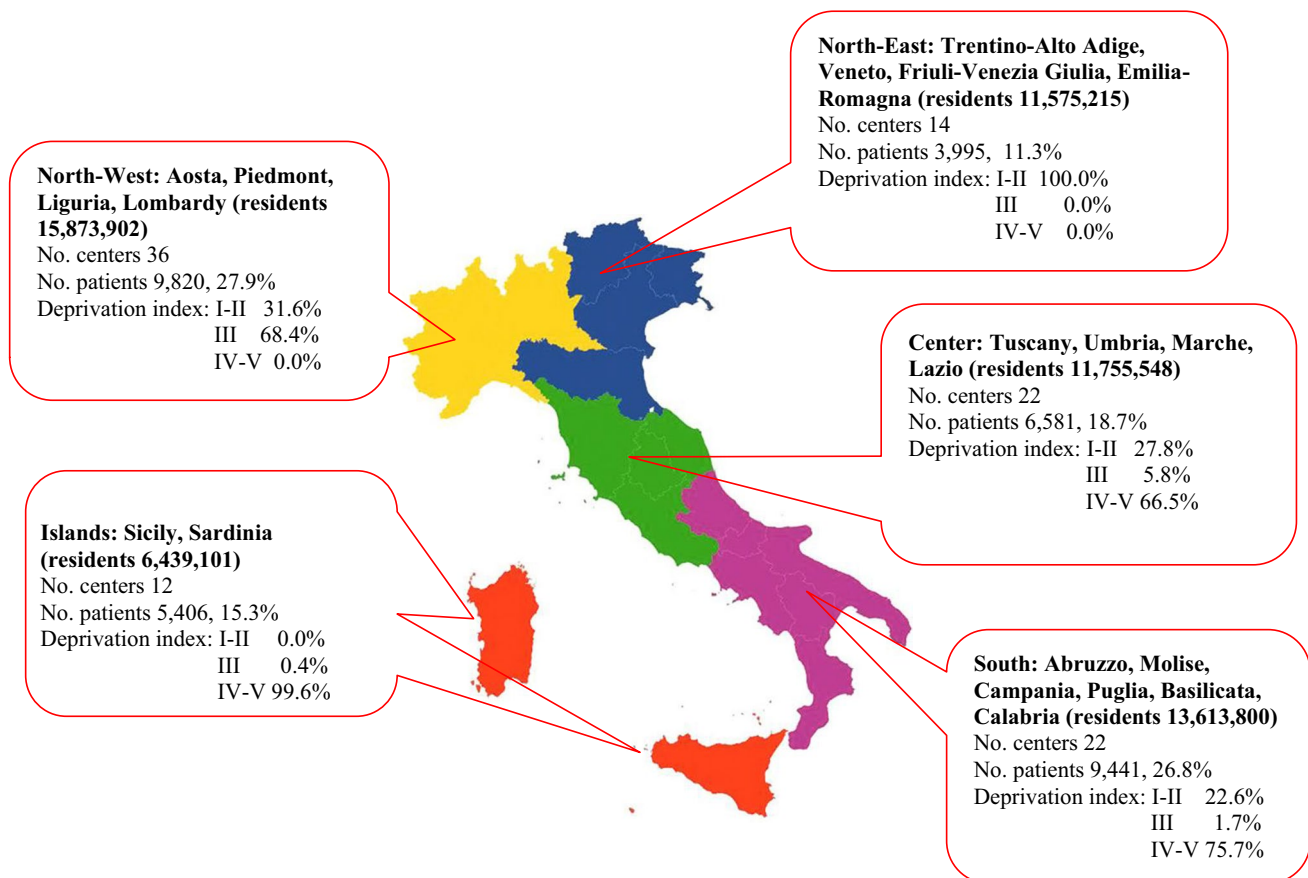 North-East: Trentino-Alto Adige,
Veneto, Friuli-Venezia Giulia, Emilia-
Romagna (residents 11,575,215)
No. centers 14
No. patients 3,995, 11.3%
Deprivation index: I-II 100.0%
III 0.0%
IV-V 0.0%
North-West: Aosta, Piedmont,
Liguria, Lombardy (residents
15,873,902)
No. centers 36
No. patients 9,820, 27.9%
Deprivation index: I-II 31.6%
III 68.4%
IV-V 0.0%
Center: Tuscany, Umbria, Marche,
Lazio (residents 11,755,548)
No. centers 22
No. patients 6,581, 18.7%
Deprivation index: I-II 27.8%
III 5.8%
IV-V 66.5%
Islands: Sicily, Sardinia
(residents 6,439,101)
No. centers 12
No. patients 5,406, 15.3%
Deprivation index: I-II 0.0%
III 0.4%
IV-V 99.6%
South: Abruzzo, Molise,
Campania, Puglia, Basilicata,
Calabria (residents 13,613,800)
No. centers 22
No. patients 9,441, 26.8%
Deprivation index: I-II 22.6%
III 1.7%
IV-V 75.7%